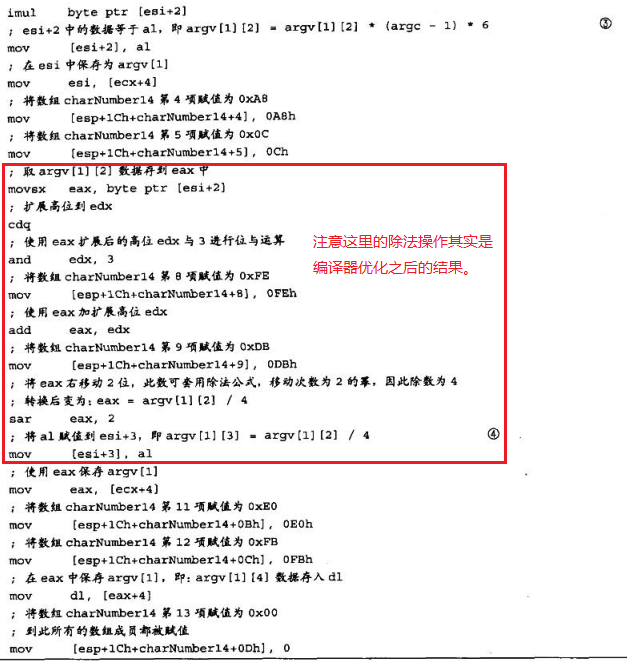 imul byte ptr [esi+2]
; esi+2 中的数据等于 al，即 argv[1][2] = argv[1][2] * (argc - 1) * 6 ③
mov [esi+2], al
; 在 esi 中保存为 argv[1]
mov esi, [ecx+4]
; 将数组 charNumber14 第 4 项赋值为 0xA8
mov [esp+1Ch+charNumber14+4], 0A8h
; 将数组 charNumber14 第 5 项赋值为 0x0C
mov [esp+1Ch+charNumber14+5], 0Ch
; 取 argv[1][2] 数据存到 eax 中
movsx eax, byte ptr [esi+2]
; 扩展高位到 edx
cdq
; 使用 eax 扩展后的高位 edx 与 3 进行位与运算
and edx, 3
; 将数组 charNumber14 第 8 项赋值为 0xFE
mov [esp+1Ch+charNumber14+8], 0FEh
; 使用 eax 加扩展高位 edx
add eax, edx
; 将数组 charNumber14 第 9 项赋值为 0xDB
mov [esp+1Ch+charNumber14+9], 0DBh
; 将 eax 右移动 2 位，此数可套用除法公式，移动次数为 2 的幂，因此除数为 4
; 转换后变为：eax = argv[1][2] / 4
sar eax, 2
; 将 al 赋值到 esi+3，即 argv[1][3] = argv[1][2] / 4 ④
mov [esi+3], al
; 使用 eax 保存 argv[1]
mov eax, [ecx+4]
; 将数组 charNumber14 第 11 项赋值为 0xE0
mov [esp+1Ch+charNumber14+0Bh], 0E0h
; 将数组 charNumber14 第 12 项赋值为 0xFB
mov [esp+1Ch+charNumber14+0Ch], 0FBh
; 在 eax 中保存 argv[1]，即：argv[1][4] 数据存入 dl
mov dl, [eax+4]
; 将数组 charNumber14 第 13 项赋值为 0x00
; 到此所有的数组成员都被赋值
mov [esp+1Ch+charNumber14+0Dh], 0
注意这里的除法操作其实是
编译器优化之后的结果。